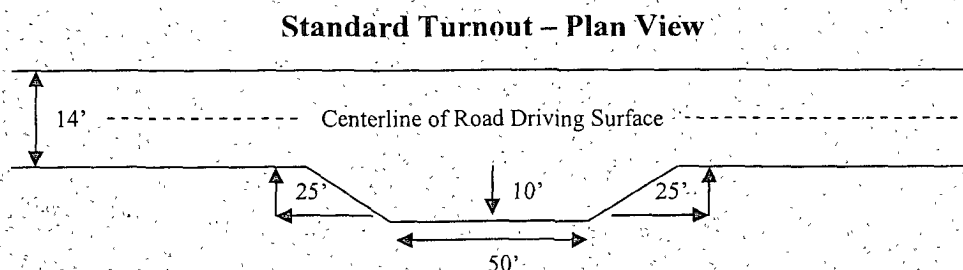 Standard Turnout – Plan View
14'
Centerline of Road Driving Surface
25' 10' 25'
50'